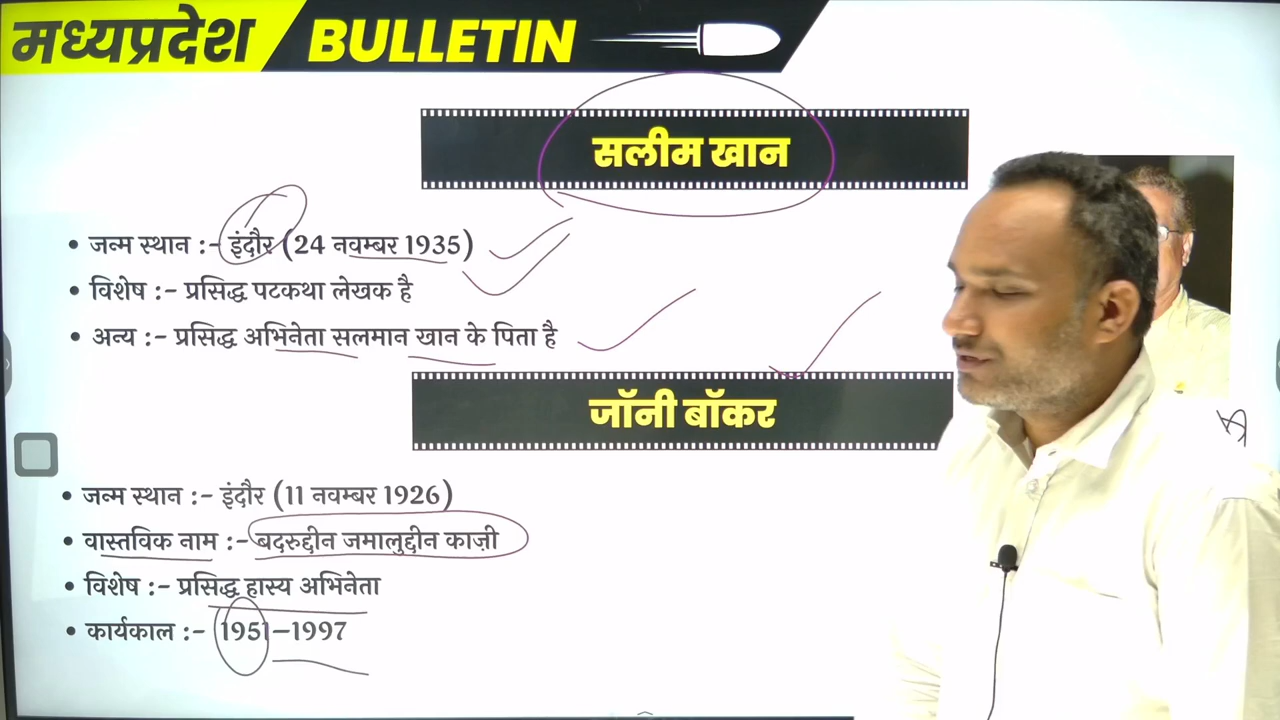 मध्यप्रदेश BULLETIN
सलीम खान
• जन्म स्थान :- इंदौर (24 नवम्बर 1935)
• विशेष :- प्रसिद्ध पटकथा लेखक है
• अन्य :- प्रसिद्ध अभिनेता सलमान खान के पिता है
जॉनी बॉकर
• जन्म स्थान :- इंदौर (11 नवम्बर 1926)
• वास्तविक नाम :- बदरुद्दीन जमालुद्दीन काज़ी
• विशेष :- प्रसिद्ध हास्य अभिनेता
• कार्यकाल :- 1951–1997